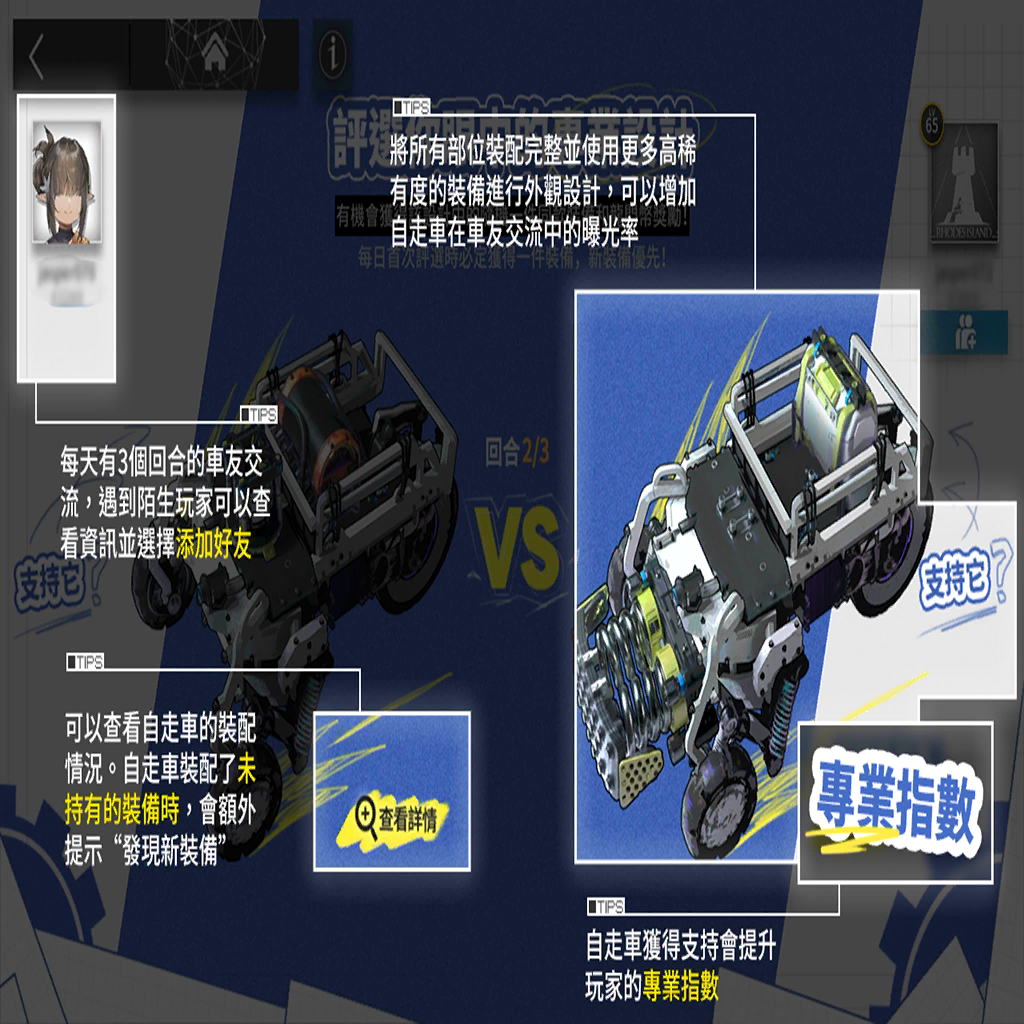 TIPS
將所有部位裝配完整並使用更多高稀
有度的裝備進行外觀設計，可以增加
自走車在車友交流中的曝光率
每日首次評選時必定獲得一件裝備，新裝備優先！
LV
65
RHODES ISLAND
TIPS
每天有3個回合的車友交
流，遇到陌生玩家可以查
看資訊並選擇添加好友
回合2/3
VS
支持它?
支持它?
TIPS
可以查看自走車的裝配
情況。自走車裝配了未
持有的裝備時，會額外
提示“發現新裝備”
查看詳情
專業指數
TIPS
自走車獲得支持會提升
玩家的專業指數